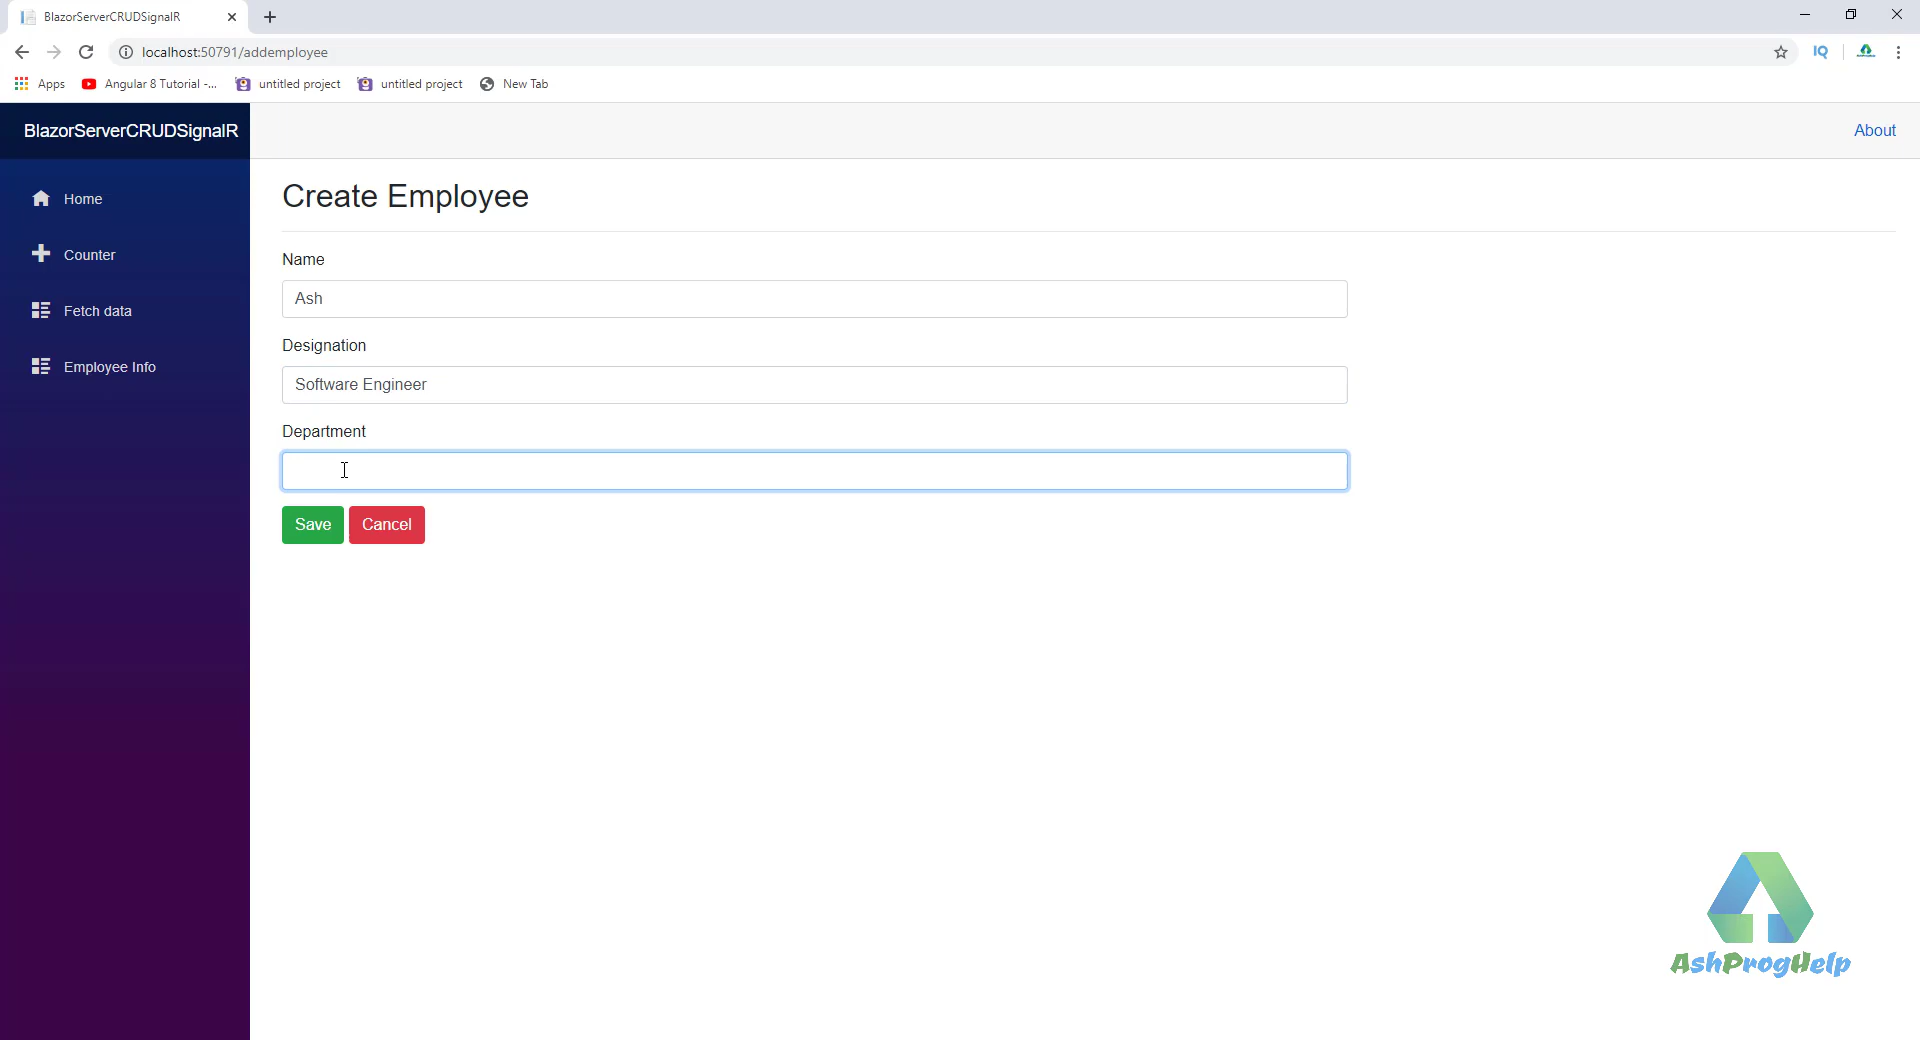 BlazorServerCRUDSignalR
localhost:50791/addemployee
IQ
Apps
Angular 8 Tutorial -...
untitled project
untitled project
New Tab
BlazorServerCRUDSignalR
About
Home
Counter
Fetch data
Employee Info
Create Employee
Name
Ash
Designation
Software Engineer
Department
Save Cancel
AshProgHelp